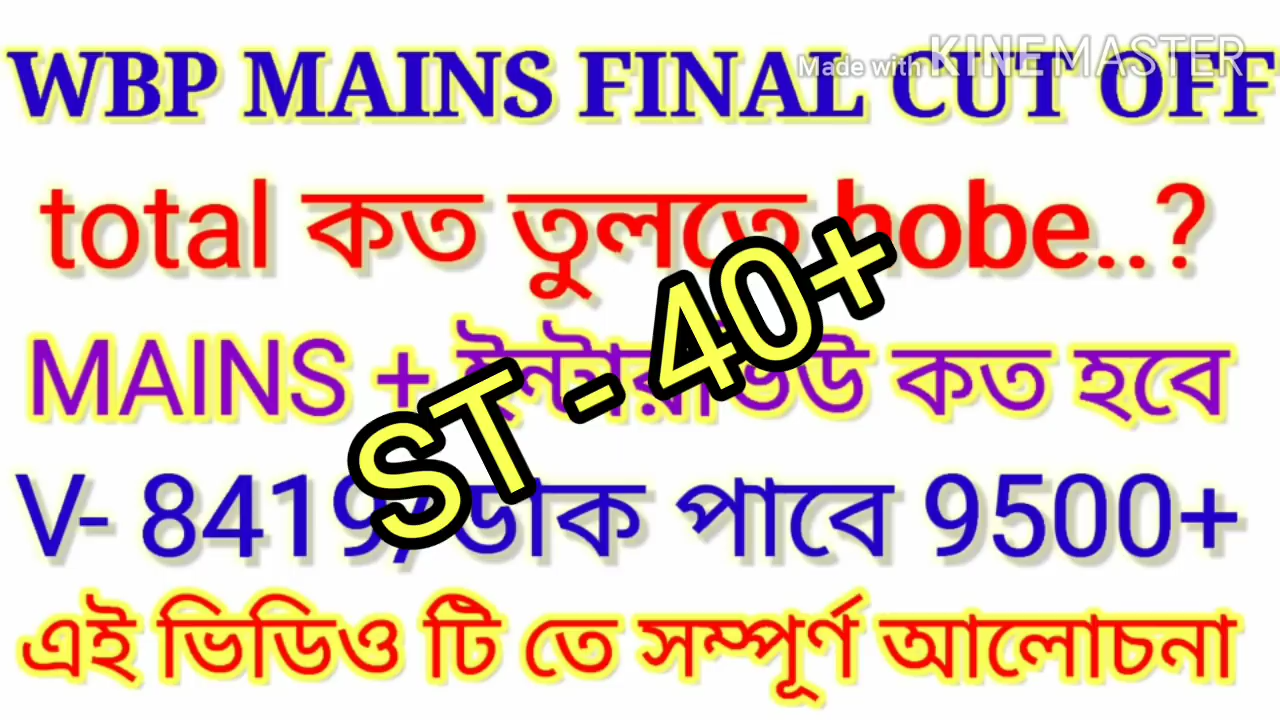 WBP MAINS FINAL CUT OFF
Made with KINEMASTER
total কত তুলতে hobe..?
MAINS + ইন্টারভিউ কত হবে
ST - 40+
V- 8419/ডাক পাবে 9500+
এই ভিডিও টি তে সম্পূর্ণ আলোচনা